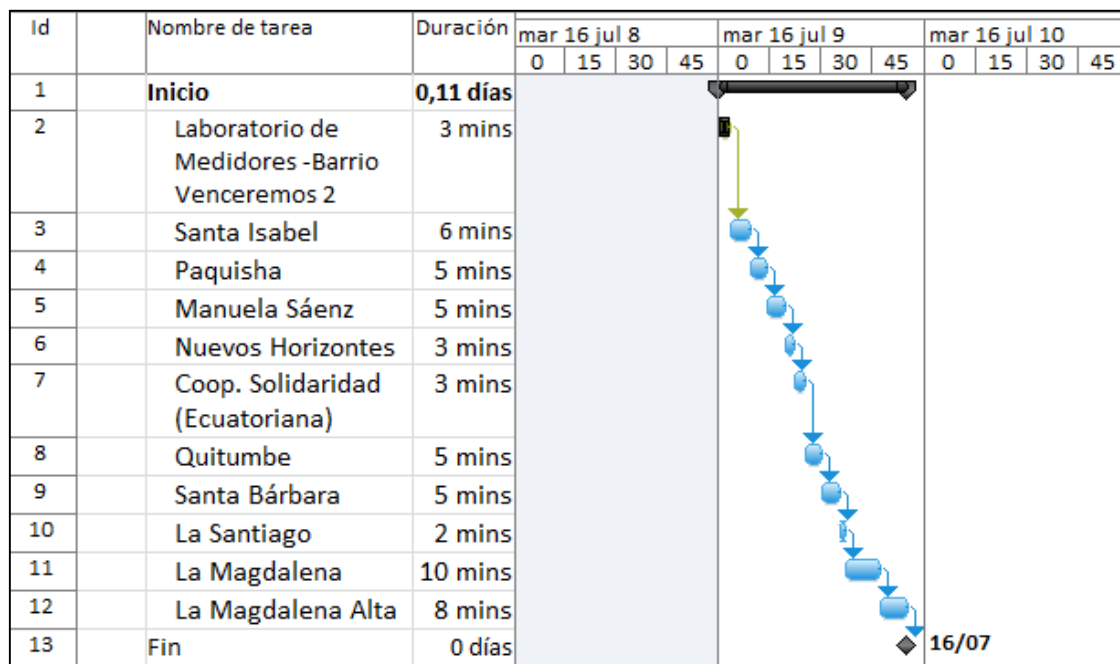 Id Nombre de tarea Duración mar 16 jul 8 mar 16 jul 9 mar 16 jul 10
0 15 30 45 0 15 30 45 0 15 30 45
1 Inicio 0,11 días
2 Laboratorio de 3 mins
Medidores -Barrio
Venceremos 2
3 Santa Isabel 6 mins
4 Paquisha 5 mins
5 Manuela Sáenz 5 mins
6 Nuevos Horizontes 3 mins
7 Coop. Solidaridad 3 mins
(Ecuatoriana)
8 Quitumbe 5 mins
9 Santa Bárbara 5 mins
10 La Santiago 2 mins
11 La Magdalena 10 mins
12 La Magdalena Alta 8 mins
13 Fin 0 días 16/07